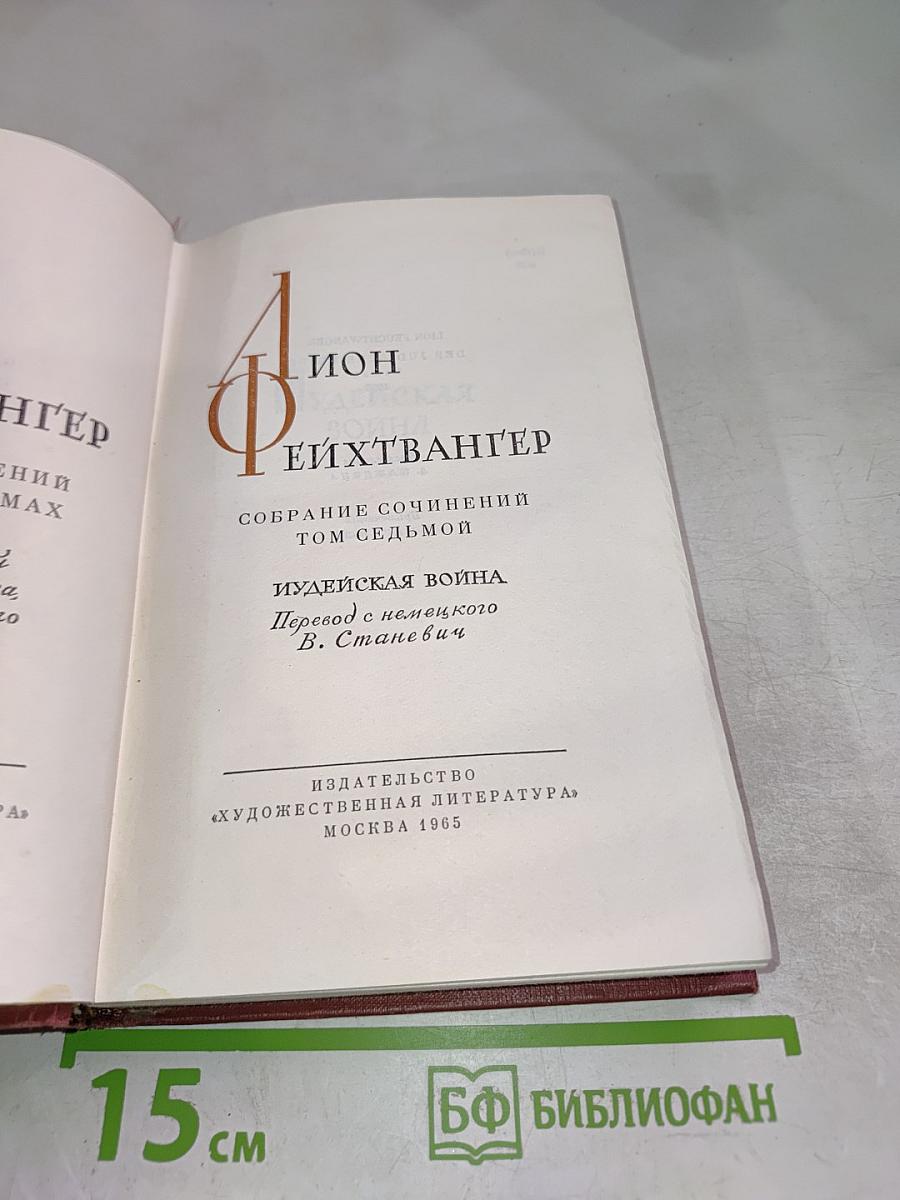 НГЕР
ЕНИЙ
МАХ
ЛИОН
ФЕЙХТВАНГЕР
СОБРАНИЕ СОЧИНЕНИЙ
ТОМ СЕДЬМОЙ
ИУДЕЙСКАЯ ВОЙНА
Перевод с немецкого
В. Станевич
ИЗДАТЕЛЬСТВО
«ХУДОЖЕСТВЕННАЯ ЛИТЕРАТУРА»
МОСКВА 1965
РА»
15 см
БФ БИБЛИОФАН